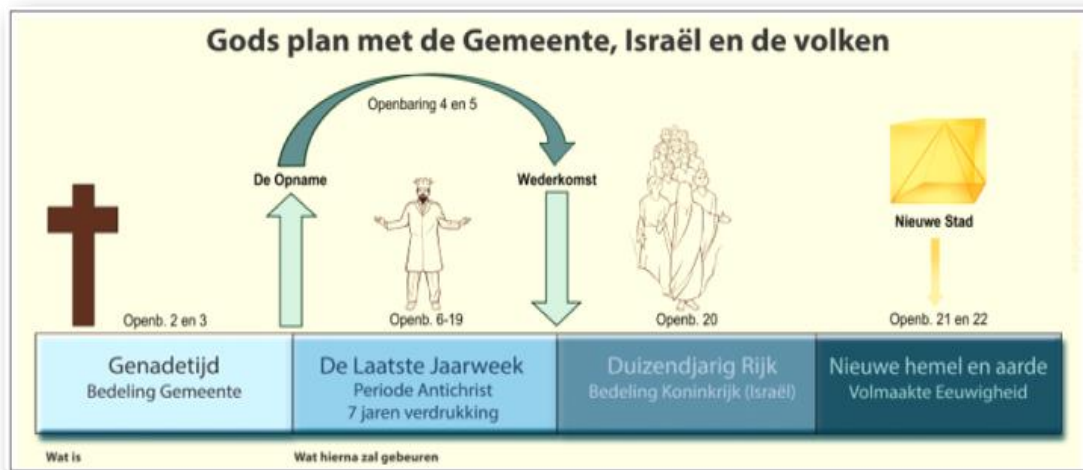 Gods plan met de Gemeente, Israël en de volken
Openbaring 4 en 5
De Opname
Wederkomst
Nieuwe Stad
Openb. 2 en 3
Openb. 6-19
Openb. 20
Openb. 21 en 22
Genadetijd
Bedeling Gemeente
De Laatste Jaarweek
Periode Antichrist
7 jaren verdrukking
Duizendjarig Rijk
Bedeling Koninkrijk (Israël)
Nieuwe hemel en aarde
Volmaakte Eeuwigheid
Wat is
Wat hierna zal gebeuren